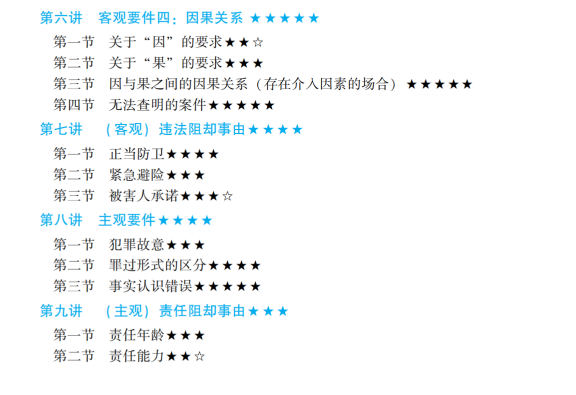 第六讲 客观要件四：因果关系 ★★★★★
第一节 关于“因”的要求★★☆
第二节 关于“果”的要求★★★
第三节 因与果之间的因果关系（存在介入因素的场合）★★★★★
第四节 无法查明的案件★★★★★
第七讲 （客观）违法阻却事由★★★★
第一节 正当防卫★★★★
第二节 紧急避险★★★
第三节 被害人承诺★★★☆
第八讲 主观要件★★★★
第一节 犯罪故意★★★
第二节 罪过形式的区分★★★★
第三节 事实认识错误★★★★★
第九讲 （主观）责任阻却事由★★★
第一节 责任年龄★★★
第二节 责任能力★★☆